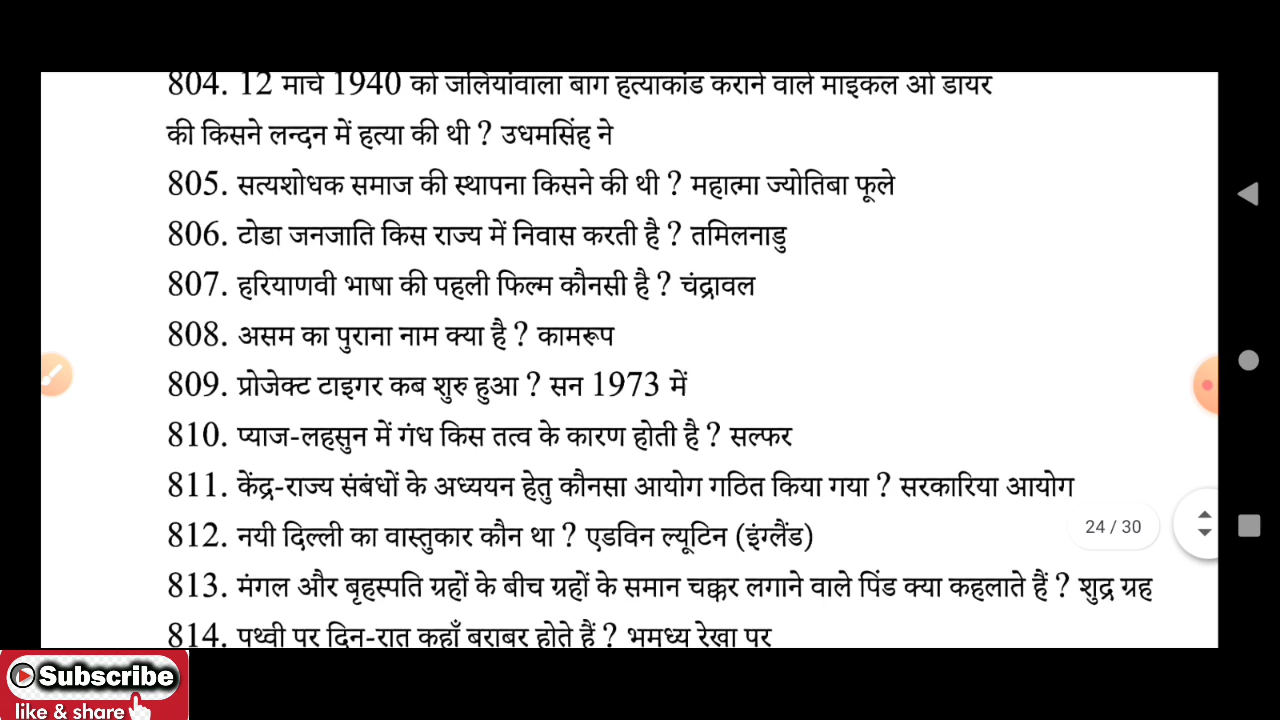 804. 12 मार्च 1940 को जलियांवाला बाग हत्याकांड कराने वाले माइकल ओ डायर
की किसने लन्दन में हत्या की थी ? उधमसिंह ने
805. सत्यशोधक समाज की स्थापना किसने की थी ? महात्मा ज्योतिबा फूले
806. टोडा जनजाति किस राज्य में निवास करती है ? तमिलनाडु
807. हरियाणवी भाषा की पहली फिल्म कौनसी है ? चंद्रावल
808. असम का पुराना नाम क्या है ? कामरूप
809. प्रोजेक्ट टाइगर कब शुरु हुआ ? सन 1973 में
810. प्याज-लहसुन में गंध किस तत्व के कारण होती है ? सल्फर
811. केंद्र-राज्य संबंधों के अध्ययन हेतु कौनसा आयोग गठित किया गया ? सरकारिया आयोग
24 / 30
812. नयी दिल्ली का वास्तुकार कौन था ? एडविन ल्यूटिन (इंग्लैंड)
813. मंगल और बृहस्पति ग्रहों के बीच ग्रहों के समान चक्कर लगाने वाले पिंड क्या कहलाते हैं ? शुद्र ग्रह
814. पृथ्वी पर दिन-रात कहाँ बराबर होते हैं ? भूमध्य रेखा पर
Subscribe
like & share